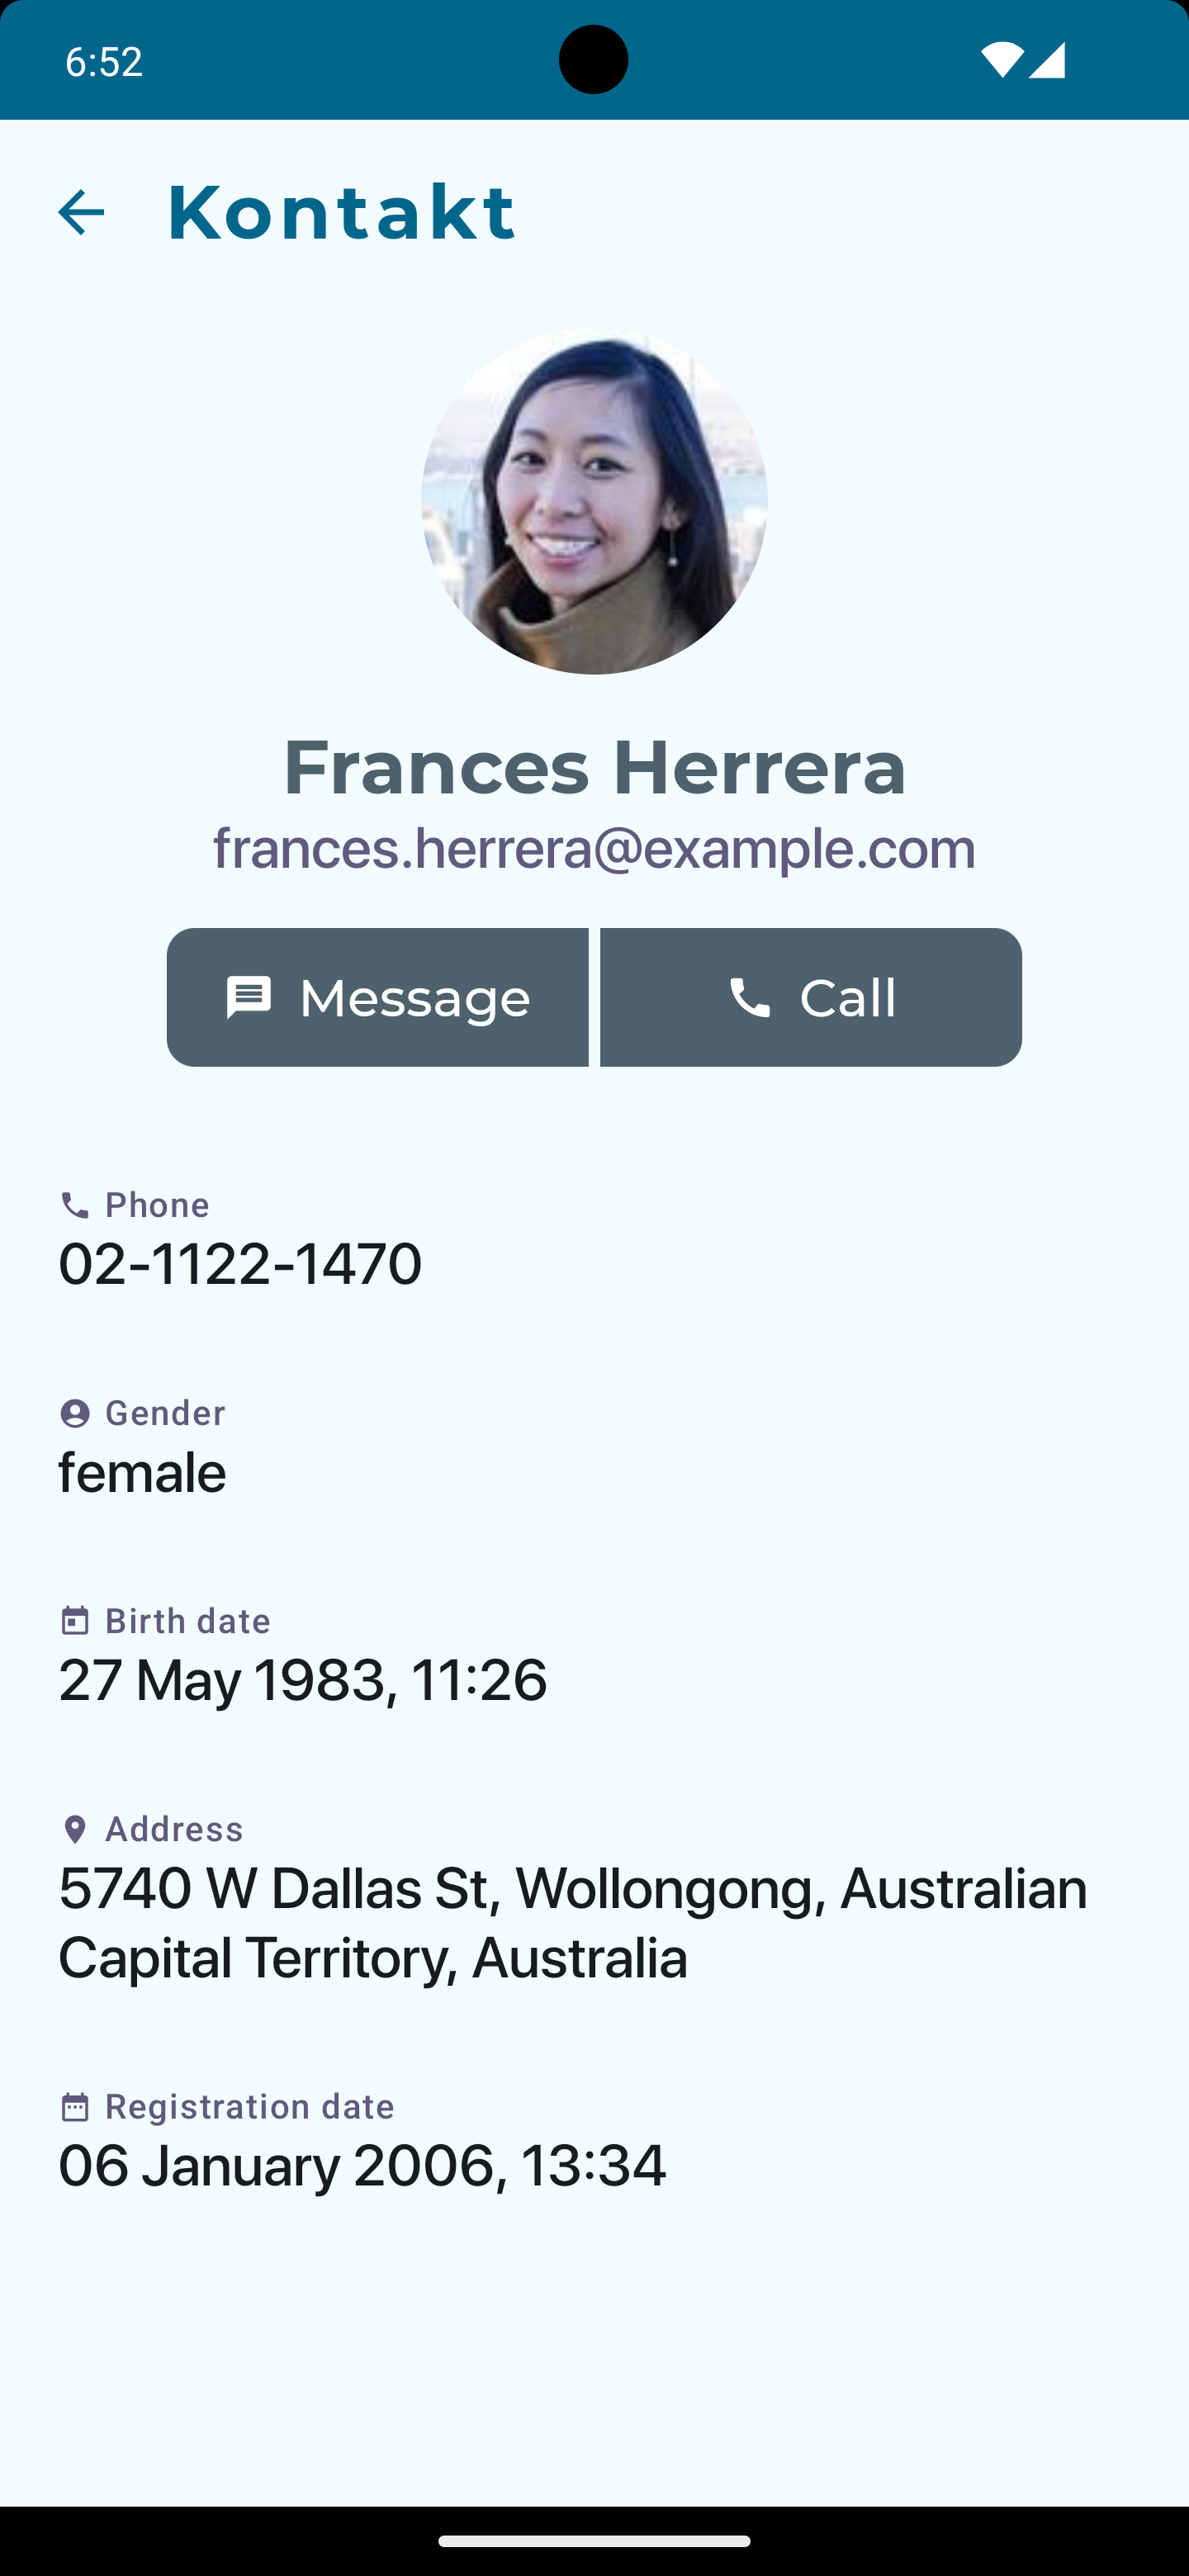 6:52
Kontakt
Frances Herrera
frances.herrera@example.com
Message
Call
Phone
02-1122-1470
Gender
female
Birth date
27 May 1983, 11:26
Address
5740 W Dallas St, Wollongong, Australian
Capital Territory, Australia
Registration date
06 January 2006, 13:34